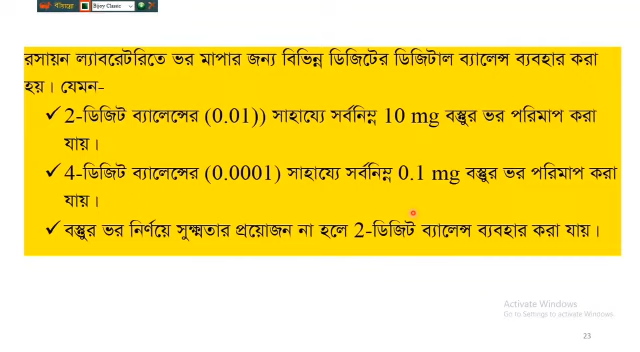 বাংলা
Bijoy Classic
রসায়ন ল্যাবরেটরিতে ভর মাপার জন্য বিভিন্ন ডিজিটের ডিজিটাল ব্যালেন্স ব্যবহার করা
হয়। যেমন-
✓ 2-ডিজিট ব্যালেন্সের (0.01)) সাহায্যে সর্বনিম্ন 10 mg বস্তুর ভর পরিমাপ করা
যায়।
✓ 4-ডিজিট ব্যালেন্সের (0.0001) সাহায্যে সর্বনিম্ন 0.1 mg বস্তুর ভর পরিমাপ করা
যায়।
✓ বস্তুর ভর নির্ণয়ে সুক্ষ্মতার প্রয়োজন না হলে 2-ডিজিট ব্যালেন্স ব্যবহার করা যায়।
Activate Windows
Go to Settings to activate Windows.
23